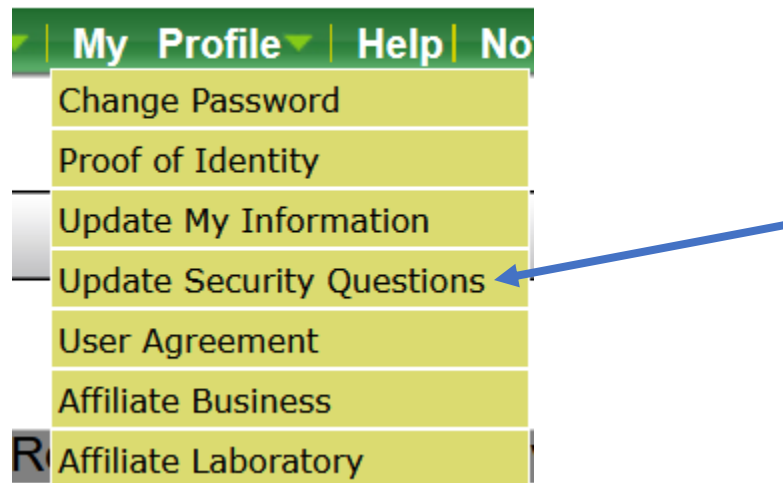 My Profile Help No
Change Password
Proof of Identity
Update My Information
Update Security Questions
User Agreement
Affiliate Business
Affiliate Laboratory